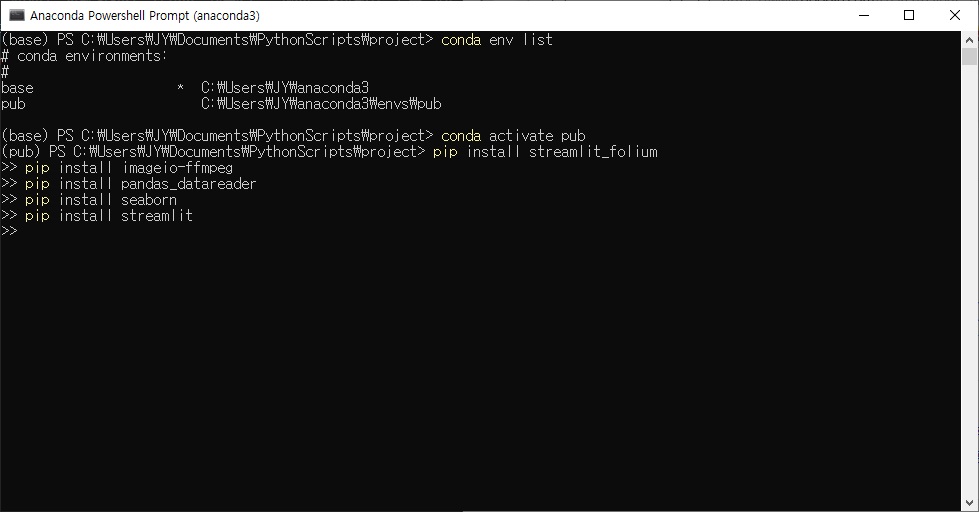 Anaconda Powershell Prompt (anaconda3)
(base) PS C:₩Users₩JY₩Documents₩PythonScripts₩project> conda env list
# conda environments:
#
base                  *  C:₩Users₩JY₩anaconda3
pub                      C:₩Users₩JY₩anaconda3₩envs₩pub
(base) PS C:₩Users₩JY₩Documents₩PythonScripts₩project> conda activate pub
(pub) PS C:₩Users₩JY₩Documents₩PythonScripts₩project> pip install streamlit_folium
>> pip install imageio-ffmpeg
>> pip install pandas_datareader
>> pip install seaborn
>> pip install streamlit
>>